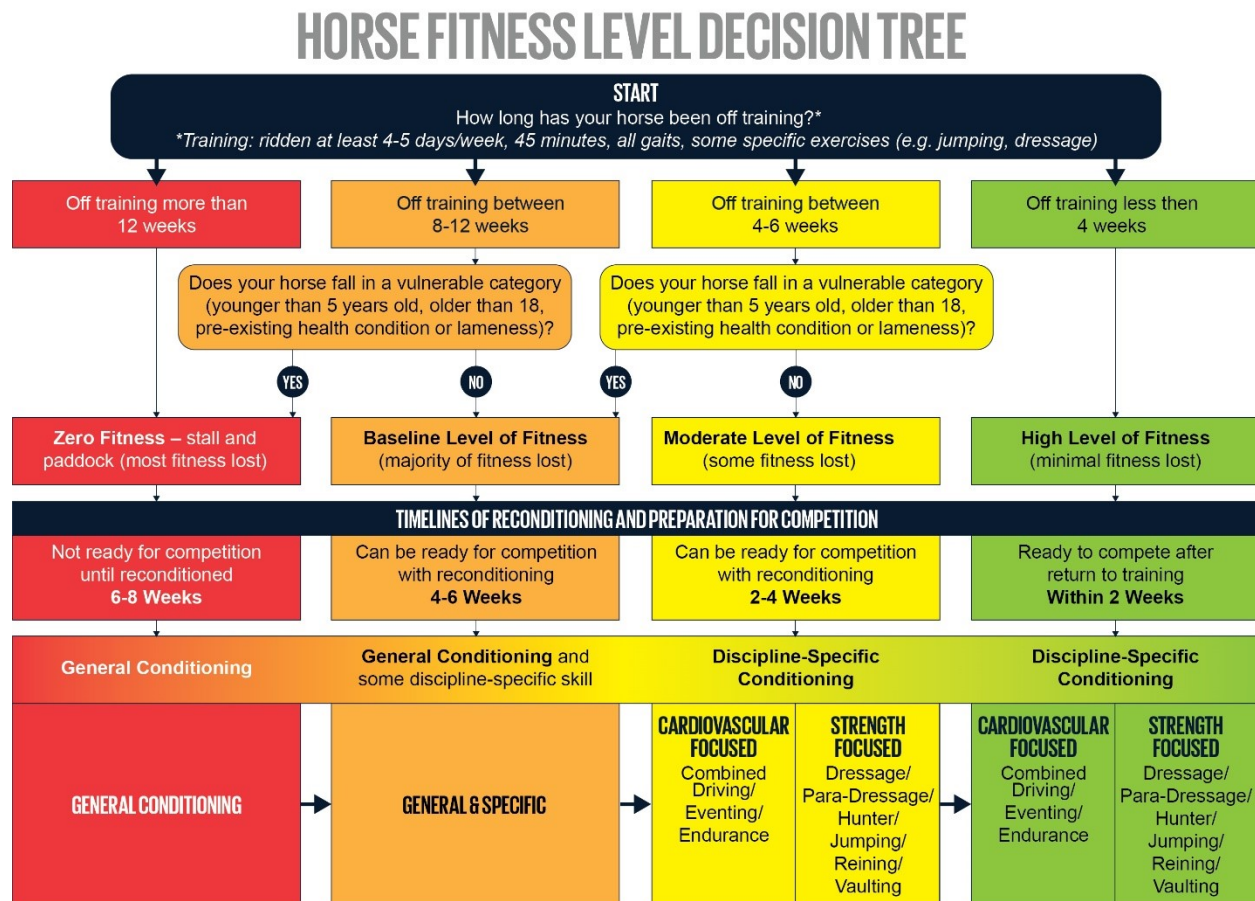 HORSE FITNESS LEVEL DECISION TREE
START
How long has your horse been off training?*
*Training: ridden at least 4-5 days/week, 45 minutes, all gaits, some specific exercises (e.g. jumping, dressage)
Off training more than
12 weeks
Off training between
8-12 weeks
Off training between
4-6 weeks
Off training less then
4 weeks
Does your horse fall in a vulnerable category
(younger than 5 years old, older than 18,
pre-existing health condition or lameness)?
Does your horse fall in a vulnerable category
(younger than 5 years old, older than 18,
pre-existing health condition or lameness)?
YES
NO
YES
NO
Zero Fitness – stall and
paddock (most fitness lost)
Baseline Level of Fitness
(majority of fitness lost)
Moderate Level of Fitness
(some fitness lost)
High Level of Fitness
(minimal fitness lost)
TIMELINES OF RECONDITIONING AND PREPARATION FOR COMPETITION
Not ready for competition
until reconditioned
6-8 Weeks
Can be ready for competition
with reconditioning
4-6 Weeks
Can be ready for competition
with reconditioning
2-4 Weeks
Ready to compete after
return to training
Within 2 Weeks
General Conditioning
General Conditioning and
some discipline-specific skill
Discipline-Specific
Conditioning
Discipline-Specific
Conditioning
GENERAL CONDITIONING
GENERAL & SPECIFIC
CARDIOVASCULAR
FOCUSED
Combined
Driving/
Eventing/
Endurance
STRENGTH
FOCUSED
Dressage/
Para-Dressage/
Hunter/
Jumping/
Reining/
Vaulting
CARDIOVASCULAR
FOCUSED
Combined
Driving/
Eventing/
Endurance
STRENGTH
FOCUSED
Dressage/
Para-Dressage/
Hunter/
Jumping/
Reining/
Vaulting